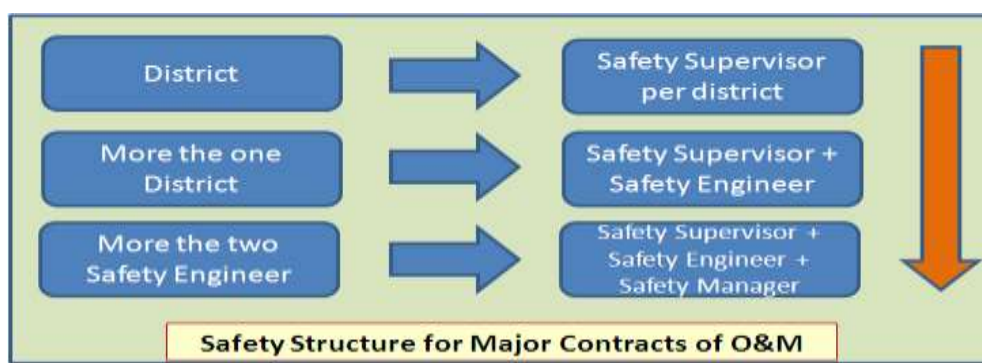 District
Safety Supervisor
per district
More the one
District
Safety Supervisor +
Safety Engineer
More the two
Safety Engineer
Safety Supervisor +
Safety Engineer +
Safety Manager
Safety Structure for Major Contracts of O&M